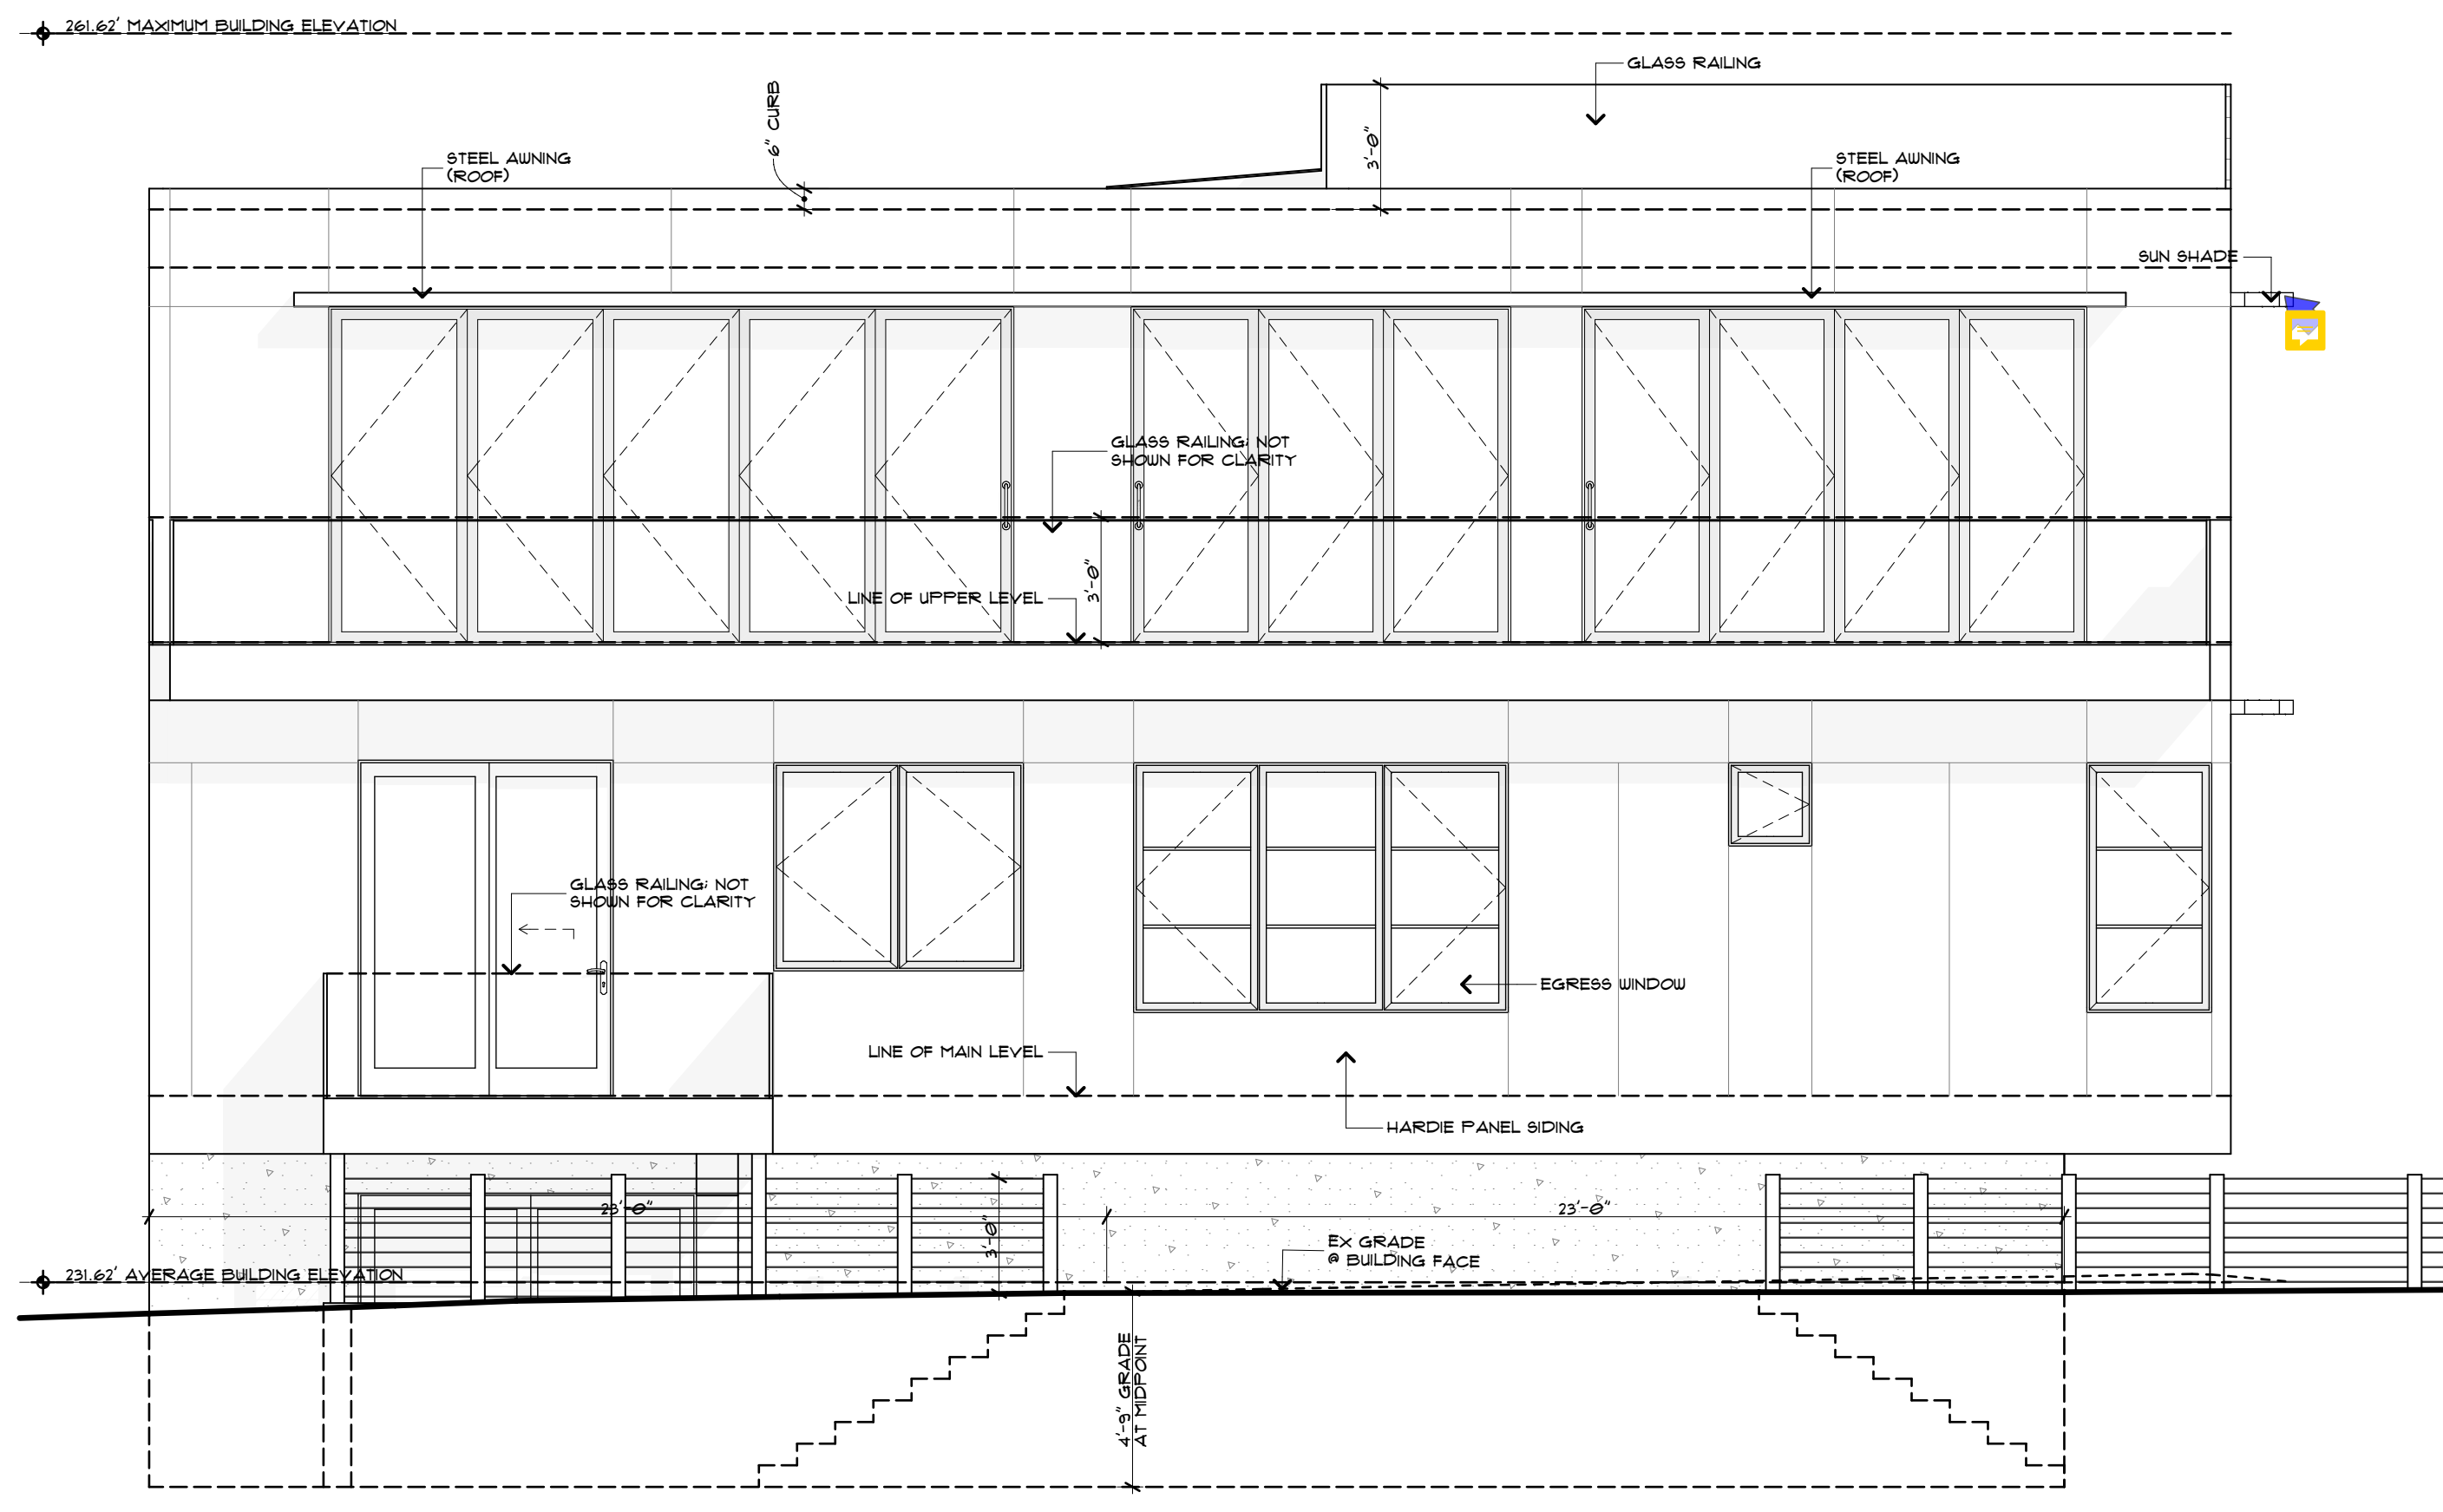 261.62' MAXIMUM BUILDING ELEVATION
GLASS RAILING
6" CURB
3'-0"
STEEL AWNING
(ROOF)
STEEL AWNING
(ROOF)
SUN SHADE
GLASS RAILING; NOT
SHOWN FOR CLARITY
3'-0"
LINE OF UPPER LEVEL
GLASS RAILING; NOT
SHOWN FOR CLARITY
EGRESS WINDOW
LINE OF MAIN LEVEL
HARDIE PANEL SIDING
23'-0"
23'-0"
3'-0"
EX GRADE
@ BUILDING FACE
231.62' AVERAGE BUILDING ELEVATION
4'-9" GRADE
AT MIDPOINT